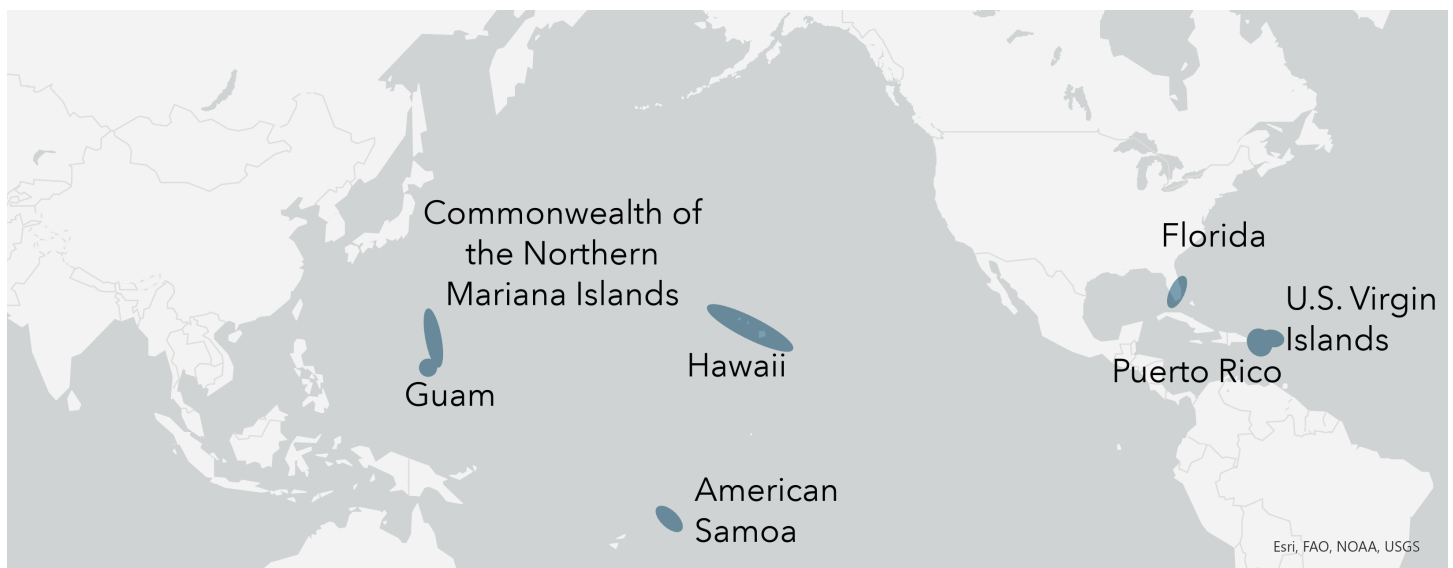 Commonwealth of
the Northern
Mariana Islands
Guam
Hawaii
American
Samoa
Florida
U.S. Virgin
Islands
Puerto Rico
Esri, FAO, NOAA, USGS